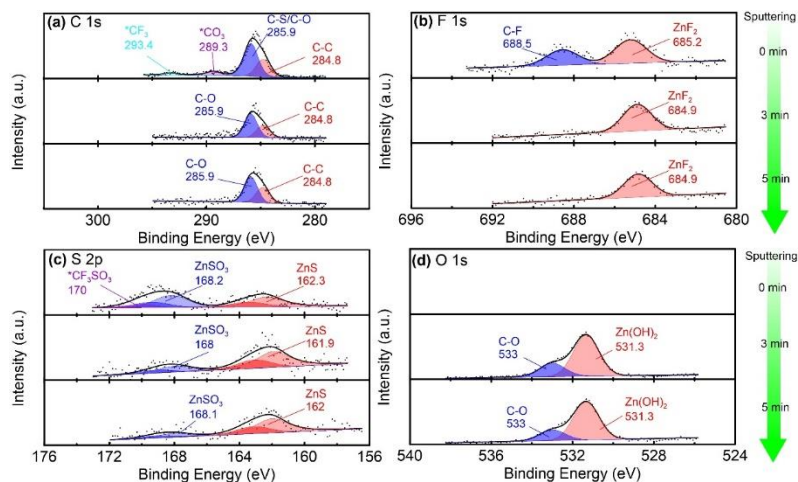 (a) C 1s
*CF3
293.4
*CO3
289.3
C-S/C-O
285.9
C-C
284.8
C-O
285.9
C-C
284.8
C-O
285.9
C-C
284.8
Intensity (a.u.)
300 290 280
Binding Energy (eV)
(b) F 1s
C-F
688.5
ZnF2
685.2
ZnF2
684.9
ZnF2
684.9
Intensity (a.u.)
696 692 688 684 680
Binding Energy (eV)
Sputtering
0 min
3 min
5 min
(c) S 2p
*CF3SO3
170
ZnSO3
168.2
ZnS
162.3
ZnSO3
168
ZnS
161.9
ZnSO3
168.1
ZnS
162
Intensity (a.u.)
176 172 168 164 160 156
Binding Energy (eV)
(d) O 1s
C-O
533
Zn(OH)2
531.3
C-O
533
Zn(OH)2
531.3
Intensity (a.u.)
540 536 532 528 524
Binding Energy (eV)
Sputtering
0 min
3 min
5 min